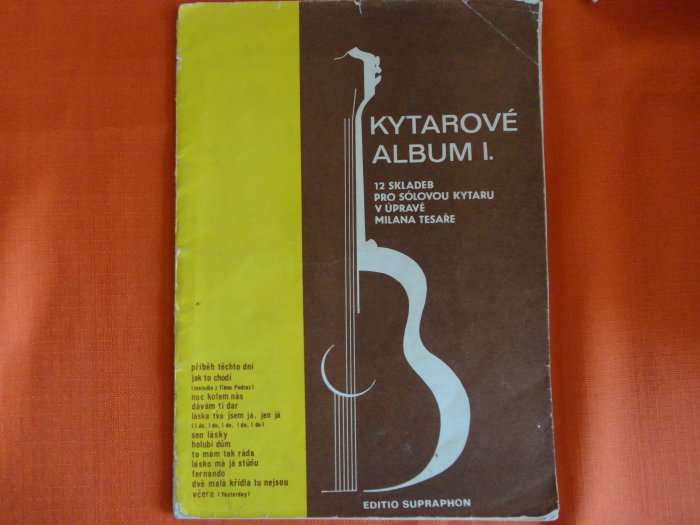 KYTAROVÉ
ALBUM I.
12 SKLADEB
PRO SÓLOVOU KYTARU
V ÚPRAVĚ
MILANA TESAŘE
příběh těchto dní
jak to chodí
(melodie z filmu Podraz)
noc kolem nás
dávám ti dar
láska tvá jsem já, jen já
(I do, I do, I do, I do, I do)
sen lásky
holubí dům
to mám tak ráda
lásko má já stůňu
fernando
dvě malá křídla tu nejsou
včera (Yesterday)
EDITIO SUPRAPHON